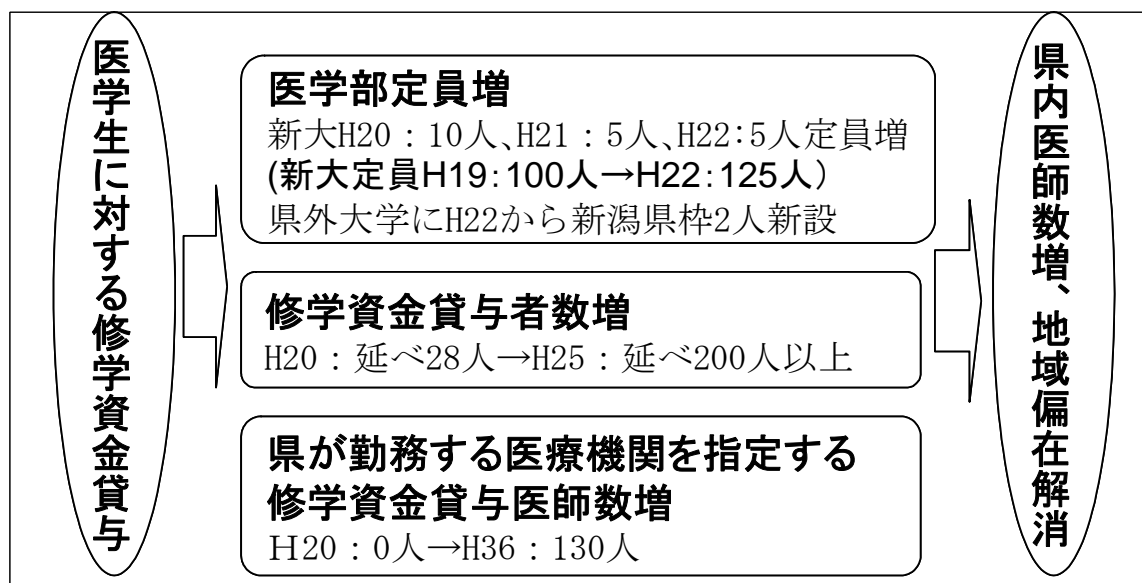 医学生に対する修学資金貸与
医学部定員増
新大H20：10人、H21：5人、H22：5人定員増
(新大定員H19：100人→H22：125人）
県外大学にH22から新潟県枠2人新設
修学資金貸与者数増
H20：延べ28人→H25：延べ200人以上
県が勤務する医療機関を指定する
修学資金貸与医師数増
Ｈ20：0人→H36：130人
県内医師数増、地域偏在解消